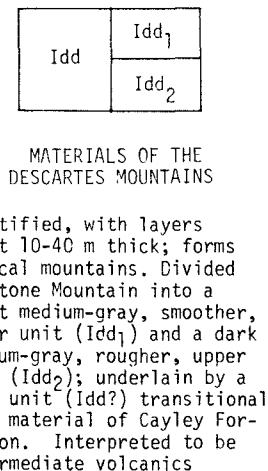 Idd
Idd1
Idd2
MATERIALS OF THE
DESCARTES MOUNTAINS
tified, with layers
t 10-40 m thick; forms
cal mountains. Divided
tone Mountain into a
t medium-gray, smoother,
r unit (Idd1) and a dark
um-gray, rougher, upper
(Idd2); underlain by a
unit (Idd?) transitional
material of Cayley For-
on. Interpreted to be
rmediate volcanics